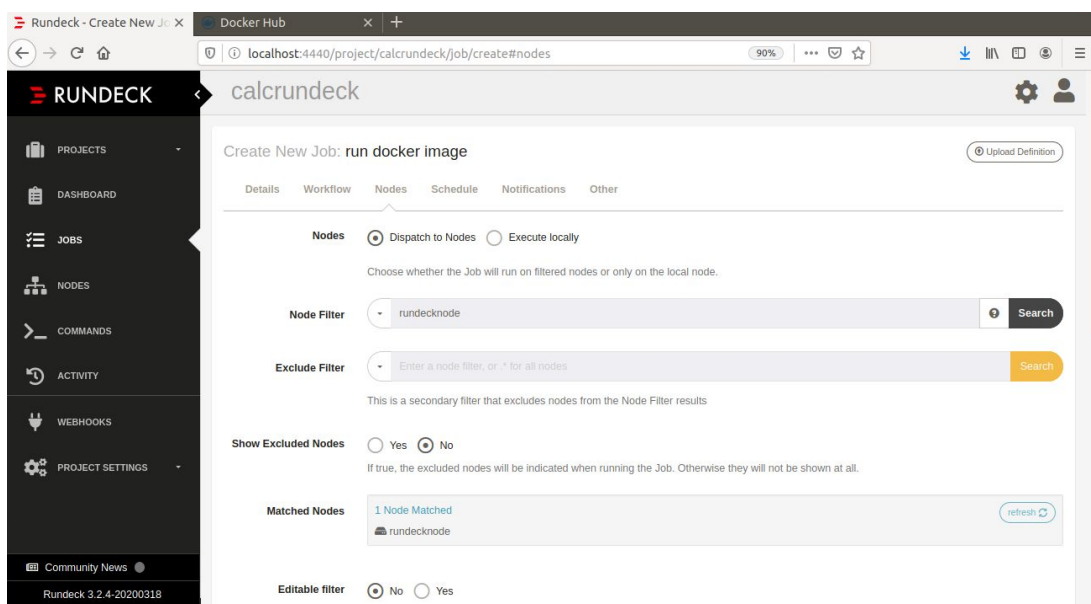 Rundeck - Create New Jo
Docker Hub
localhost:4440/project/calcrundeck/job/create#nodes
90%
RUNDECK
calcrundeck
PROJECTS
DASHBOARD
JOBS
NODES
COMMANDS
ACTIVITY
WEBHOOKS
PROJECT SETTINGS
Community News
Rundeck 3.2.4-20200318
Create New Job: run docker image
Upload Definition
Details Workflow Nodes Schedule Notifications Other
Nodes Dispatch to Nodes Execute locally
Choose whether the Job will run on filtered nodes or only on the local node.
Node Filter rundecknode Search
Exclude Filter Enter a node filter, or .* for all nodes Search
This is a secondary filter that excludes nodes from the Node Filter results
Show Excluded Nodes Yes No
If true, the excluded nodes will be indicated when running the Job. Otherwise they will not be shown at all.
Matched Nodes 1 Node Matched refresh
rundecknode
Editable filter No Yes